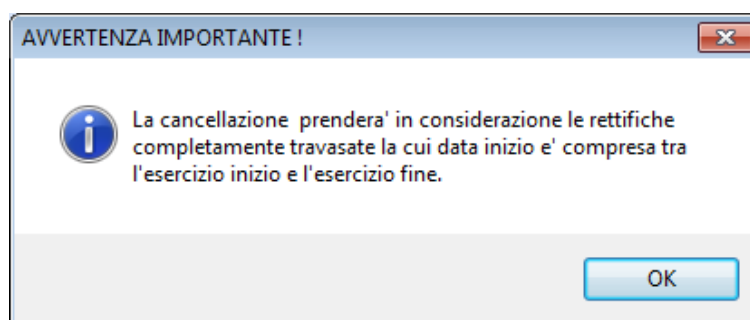 AVVERTENZA IMPORTANTE !
La cancellazione  prendera' in considerazione le rettifiche
completamente travasate la cui data inizio e' compresa tra
l'esercizio inizio e l'esercizio fine.
OK